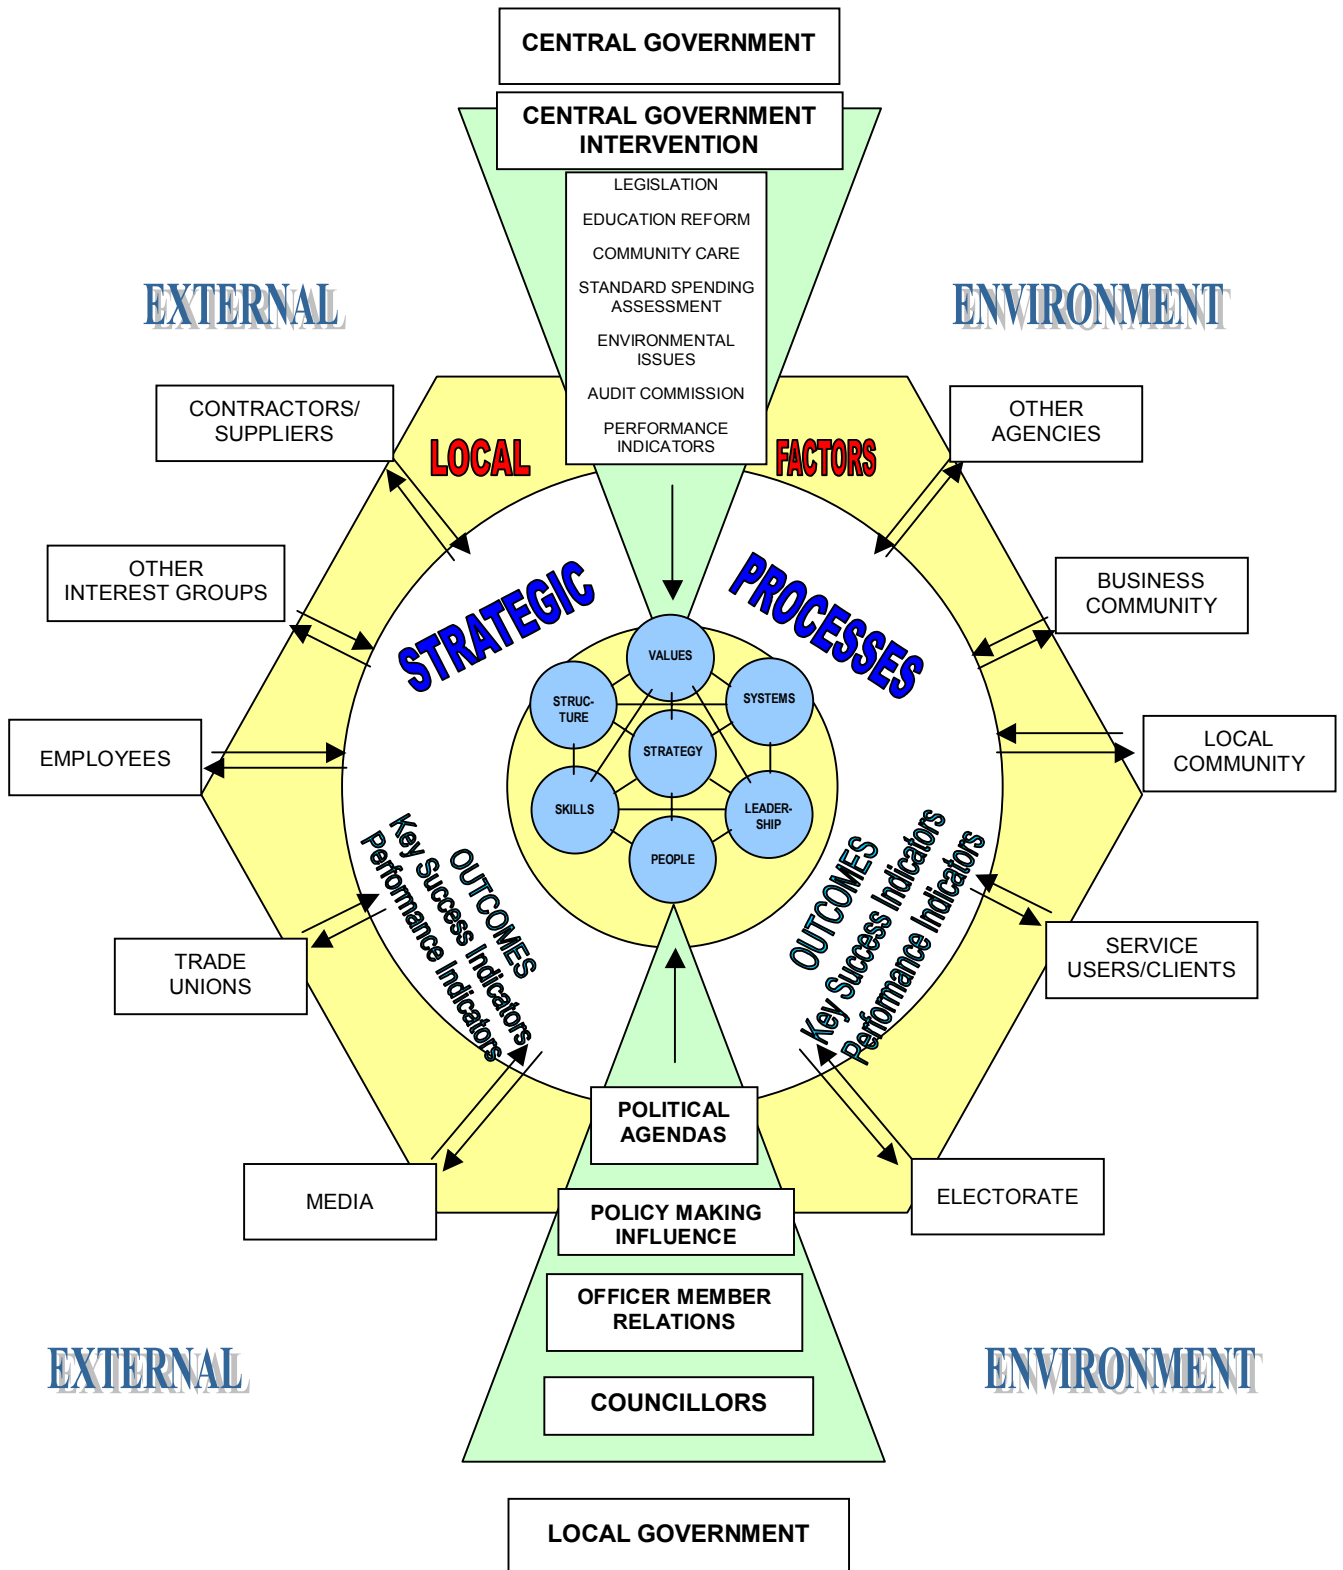 CENTRAL GOVERNMENT
CENTRAL GOVERNMENT
INTERVENTION
LEGISLATION
EDUCATION REFORM
COMMUNITY CARE
STANDARD SPENDING
ASSESSMENT
ENVIRONMENTAL
ISSUES
AUDIT COMMISSION
PERFORMANCE
INDICATORS
EXTERNAL
ENVIRONMENT
CONTRACTORS/
SUPPLIERS
OTHER
AGENCIES
LOCAL
FACTORS
OTHER
INTEREST GROUPS
BUSINESS
COMMUNITY
STRATEGIC
PROCESSES
VALUES
STRUC-
TURE
SYSTEMS
STRATEGY
SKILLS
LEADER-
SHIP
PEOPLE
EMPLOYEES
LOCAL
COMMUNITY
OUTCOMES
Key Success Indicators
Performance Indicators
OUTCOMES
Key Success Indicators
Performance Indicators
TRADE
UNIONS
SERVICE
USERS/CLIENTS
POLITICAL
AGENDAS
MEDIA
ELECTORATE
POLICY MAKING
INFLUENCE
OFFICER MEMBER
RELATIONS
EXTERNAL
ENVIRONMENT
COUNCILLORS
LOCAL GOVERNMENT